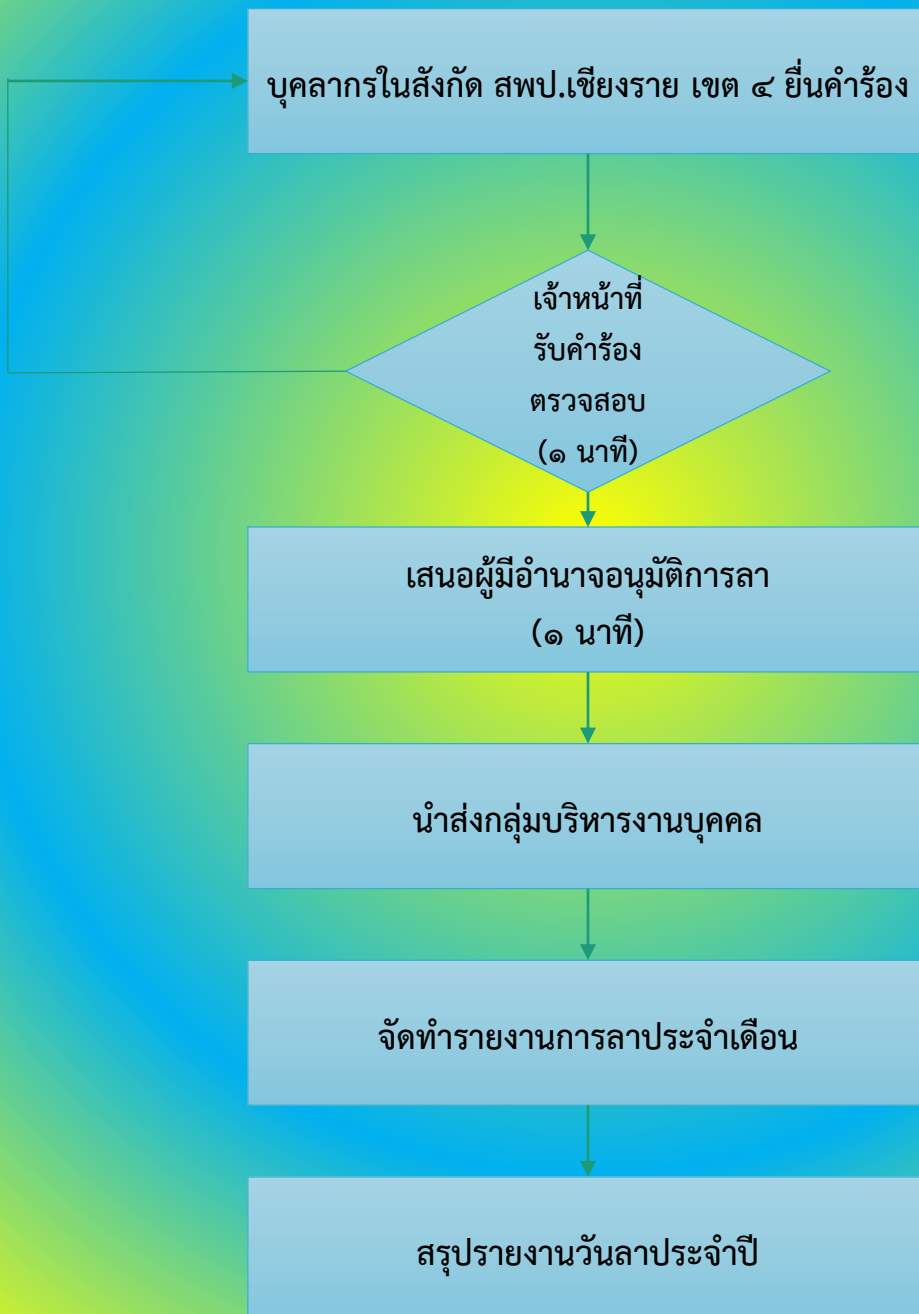 บุคลากรในสังกัด สพป.เชียงราย เขต ๔ ยื่นคำร้อง
เจ้าหน้าที่
รับคำร้อง
ตรวจสอบ
(๑ นาที)
เสนอผู้มีอำนาจอนุมัติการลา
(๑ นาที)
นำส่งกลุ่มบริหารงานบุคคล
จัดทำรายงานการลาประจำเดือน
สรุปรายงานวันลาประจำปี